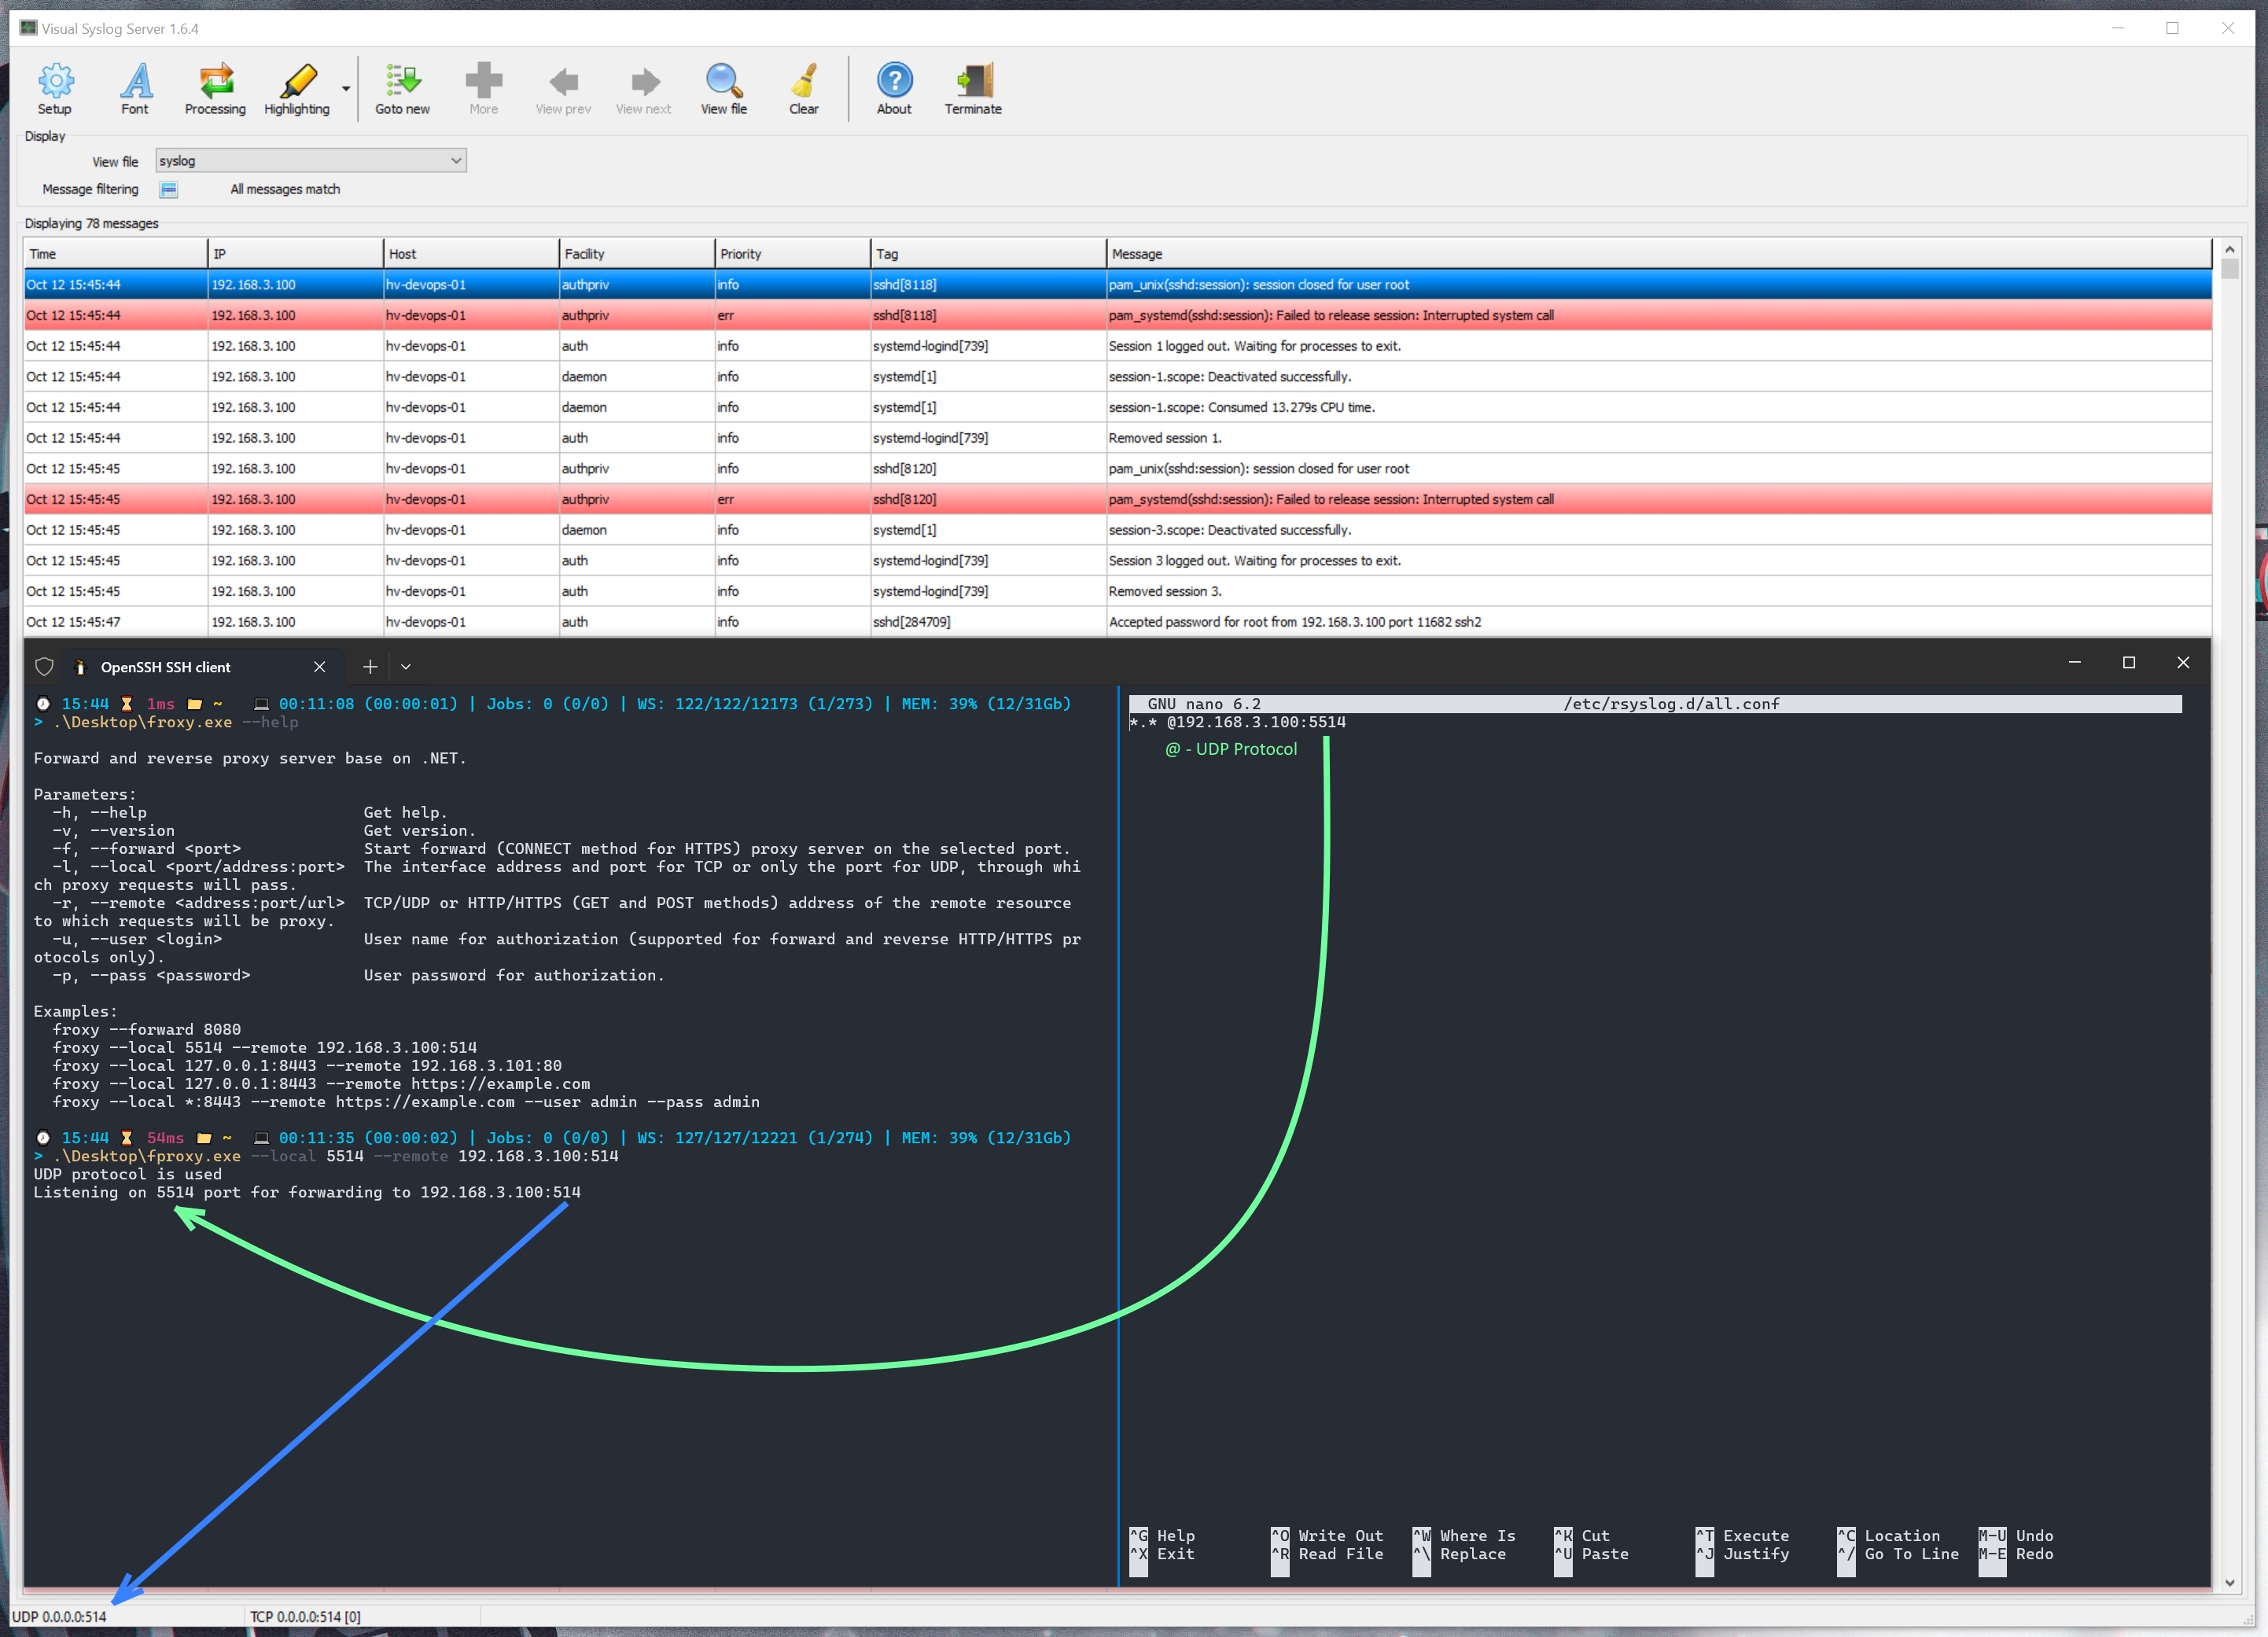 Visual Syslog Server 1.6.4
Setup Font Processing Highlighting Goto new More View prev View next View file Clear About Terminate
Display
View file syslog
Message filtering All messages match
Displaying 78 messages
Time IP Host Facility Priority Tag Message
Oct 12 15:45:44 192.168.3.100 hv-devops-01 authpriv info sshd[8118] pam_unix(sshd:session): session closed for user root
Oct 12 15:45:44 192.168.3.100 hv-devops-01 authpriv err sshd[8118] pam_systemd(sshd:session): Failed to release session: Interrupted system call
Oct 12 15:45:44 192.168.3.100 hv-devops-01 auth info systemd-logind[739] Session 1 logged out. Waiting for processes to exit.
Oct 12 15:45:44 192.168.3.100 hv-devops-01 daemon info systemd[1] session-1.scope: Deactivated successfully.
Oct 12 15:45:44 192.168.3.100 hv-devops-01 daemon info systemd[1] session-1.scope: Consumed 13.279s CPU time.
Oct 12 15:45:44 192.168.3.100 hv-devops-01 auth info systemd-logind[739] Removed session 1.
Oct 12 15:45:45 192.168.3.100 hv-devops-01 authpriv info sshd[8120] pam_unix(sshd:session): session closed for user root
Oct 12 15:45:45 192.168.3.100 hv-devops-01 authpriv err sshd[8120] pam_systemd(sshd:session): Failed to release session: Interrupted system call
Oct 12 15:45:45 192.168.3.100 hv-devops-01 daemon info systemd[1] session-3.scope: Deactivated successfully.
Oct 12 15:45:45 192.168.3.100 hv-devops-01 auth info systemd-logind[739] Session 3 logged out. Waiting for processes to exit.
Oct 12 15:45:45 192.168.3.100 hv-devops-01 auth info systemd-logind[739] Removed session 3.
Oct 12 15:45:47 192.168.3.100 hv-devops-01 auth info sshd[284709] Accepted password for root from 192.168.3.100 port 11682 ssh2
OpenSSH SSH client
15:44 1ms ~ 00:11:08 (00:00:01) | Jobs: 0 (0/0) | WS: 122/122/12173 (1/273) | MEM: 39% (12/31Gb)
> .\Desktop\froxy.exe --help
Forward and reverse proxy server base on .NET.
Parameters:
-h, --help Get help.
-v, --version Get version.
-f, --forward <port> Start forward (CONNECT method for HTTPS) proxy server on the selected port.
-l, --local <port/address:port> The interface address and port for TCP or only the port for UDP, through whi
ch proxy requests will pass.
-r, --remote <address:port/url> TCP/UDP or HTTP/HTTPS (GET and POST methods) address of the remote resource
to which requests will be proxy.
-u, --user <login> User name for authorization (supported for forward and reverse HTTP/HTTPS pr
otocols only).
-p, --pass <password> User password for authorization.
Examples:
froxy --forward 8080
froxy --local 5514 --remote 192.168.3.100:514
froxy --local 127.0.0.1:8443 --remote 192.168.3.101:80
froxy --local 127.0.0.1:8443 --remote https://example.com
froxy --local *:8443 --remote https://example.com --user admin --pass admin
15:44 54ms ~ 00:11:35 (00:00:02) | Jobs: 0 (0/0) | WS: 127/127/12221 (1/274) | MEM: 39% (12/31Gb)
> .\Desktop\fproxy.exe --local 5514 --remote 192.168.3.100:514
UDP protocol is used
Listening on 5514 port for forwarding to 192.168.3.100:514
GNU nano 6.2 /etc/rsyslog.d/all.conf
*.* @192.168.3.100:5514
@ - UDP Protocol
^G Help ^O Write Out ^W Where Is ^K Cut ^T Execute ^C Location M-U Undo
^X Exit ^R Read File ^\ Replace ^U Paste ^J Justify ^/ Go To Line M-E Redo
UDP 0.0.0.0:514 TCP 0.0.0.0:514 [0]